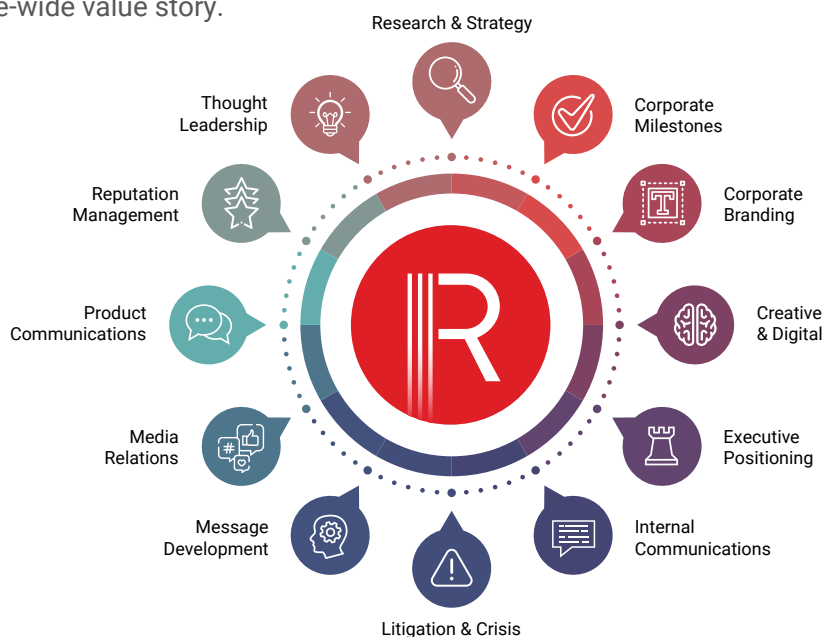 e-wide value story.
Research & Strategy
Thought
Leadership
Corporate
Milestones
Reputation
Management
T
Corporate
Branding
Product
Communications
R
Creative
& Digital
Media
Relations
#
Executive
Positioning
Message
Development
!
Internal
Communications
Litigation & Crisis